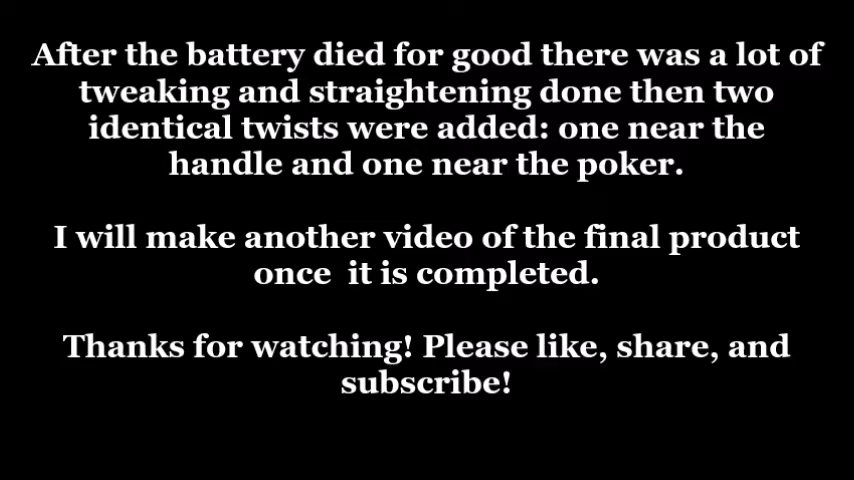 After the battery died for good there was a lot of
tweaking and straightening done then two
identical twists were added: one near the
handle and one near the poker.
I will make another video of the final product
once  it is completed.
Thanks for watching! Please like, share, and
subscribe!